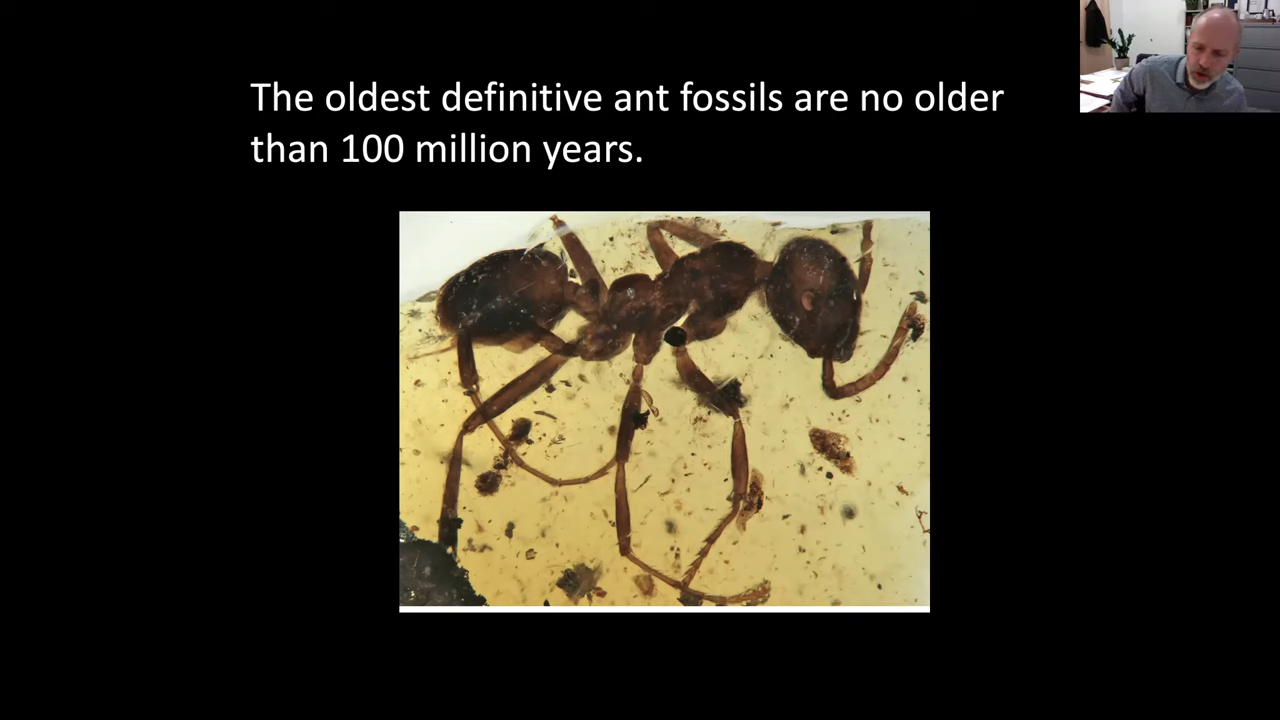 The oldest definitive ant fossils are no older
than 100 million years.